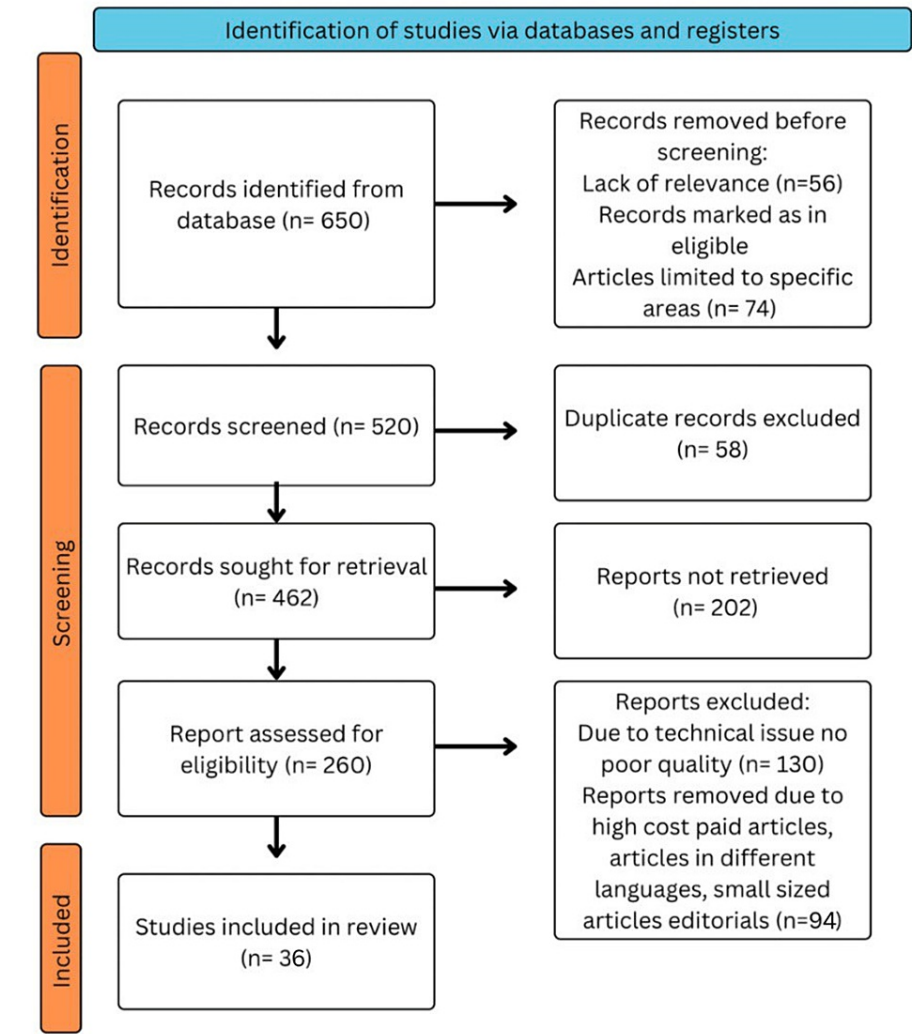 Identification of studies via databases and registers
Identification
Records identified from
database (n= 650)
Records removed before
screening:
Lack of relevance (n=56)
Records marked as in
eligible
Articles limited to specific
areas (n= 74)
Screening
Records screened (n= 520)
Duplicate records excluded
(n= 58)
Records sought for retrieval
(n= 462)
Reports not retrieved
(n= 202)
Report assessed for
eligibility (n= 260)
Reports excluded:
Due to technical issue no
poor quality (n= 130)
Reports removed due to
high cost paid articles,
articles in different
languages, small sized
articles editorials (n=94)
Included
Studies included in review
(n= 36)